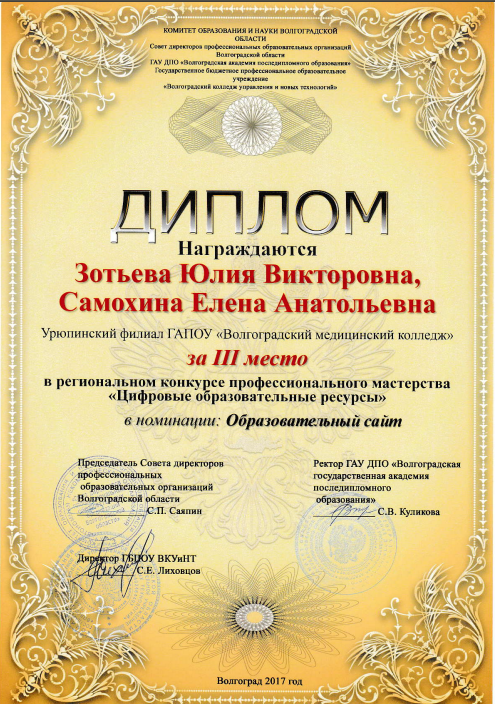 КОМИТЕТ ОБРАЗОВАНИЯ И НАУКИ ВОЛГОГРАДСКОЙ
ОБЛАСТИ
Совет директоров профессиональных образовательных организаций
Волгоградской области
ГАУ ДПО «Волгоградская академия последипломного образования»
Государственное бюджетное профессиональное образовательное
учреждение
«Волгоградский колледж управления и новых технологий»
ДИПЛОМ
Награждаются
Зотьева Юлия Викторовна,
Самохина Елена Анатольевна
Урюпинский филиал ГАПОУ «Волгоградский медицинский колледж»
за III место
в региональном конкурсе профессионального мастерства
«Цифровые образовательные ресурсы»
в номинации: Образовательный сайт
Председатель Совета директоров
профессиональных
образовательных организаций
Волгоградской области
С.П. Саяпин
Ректор ГАУ ДПО «Волгоградская
государственная академия
последипломного
образования»
С.В. Куликова
Директор ГБПОУ ВКУиНТ
С.Е. Лиховцов
Волгоград 2017 год